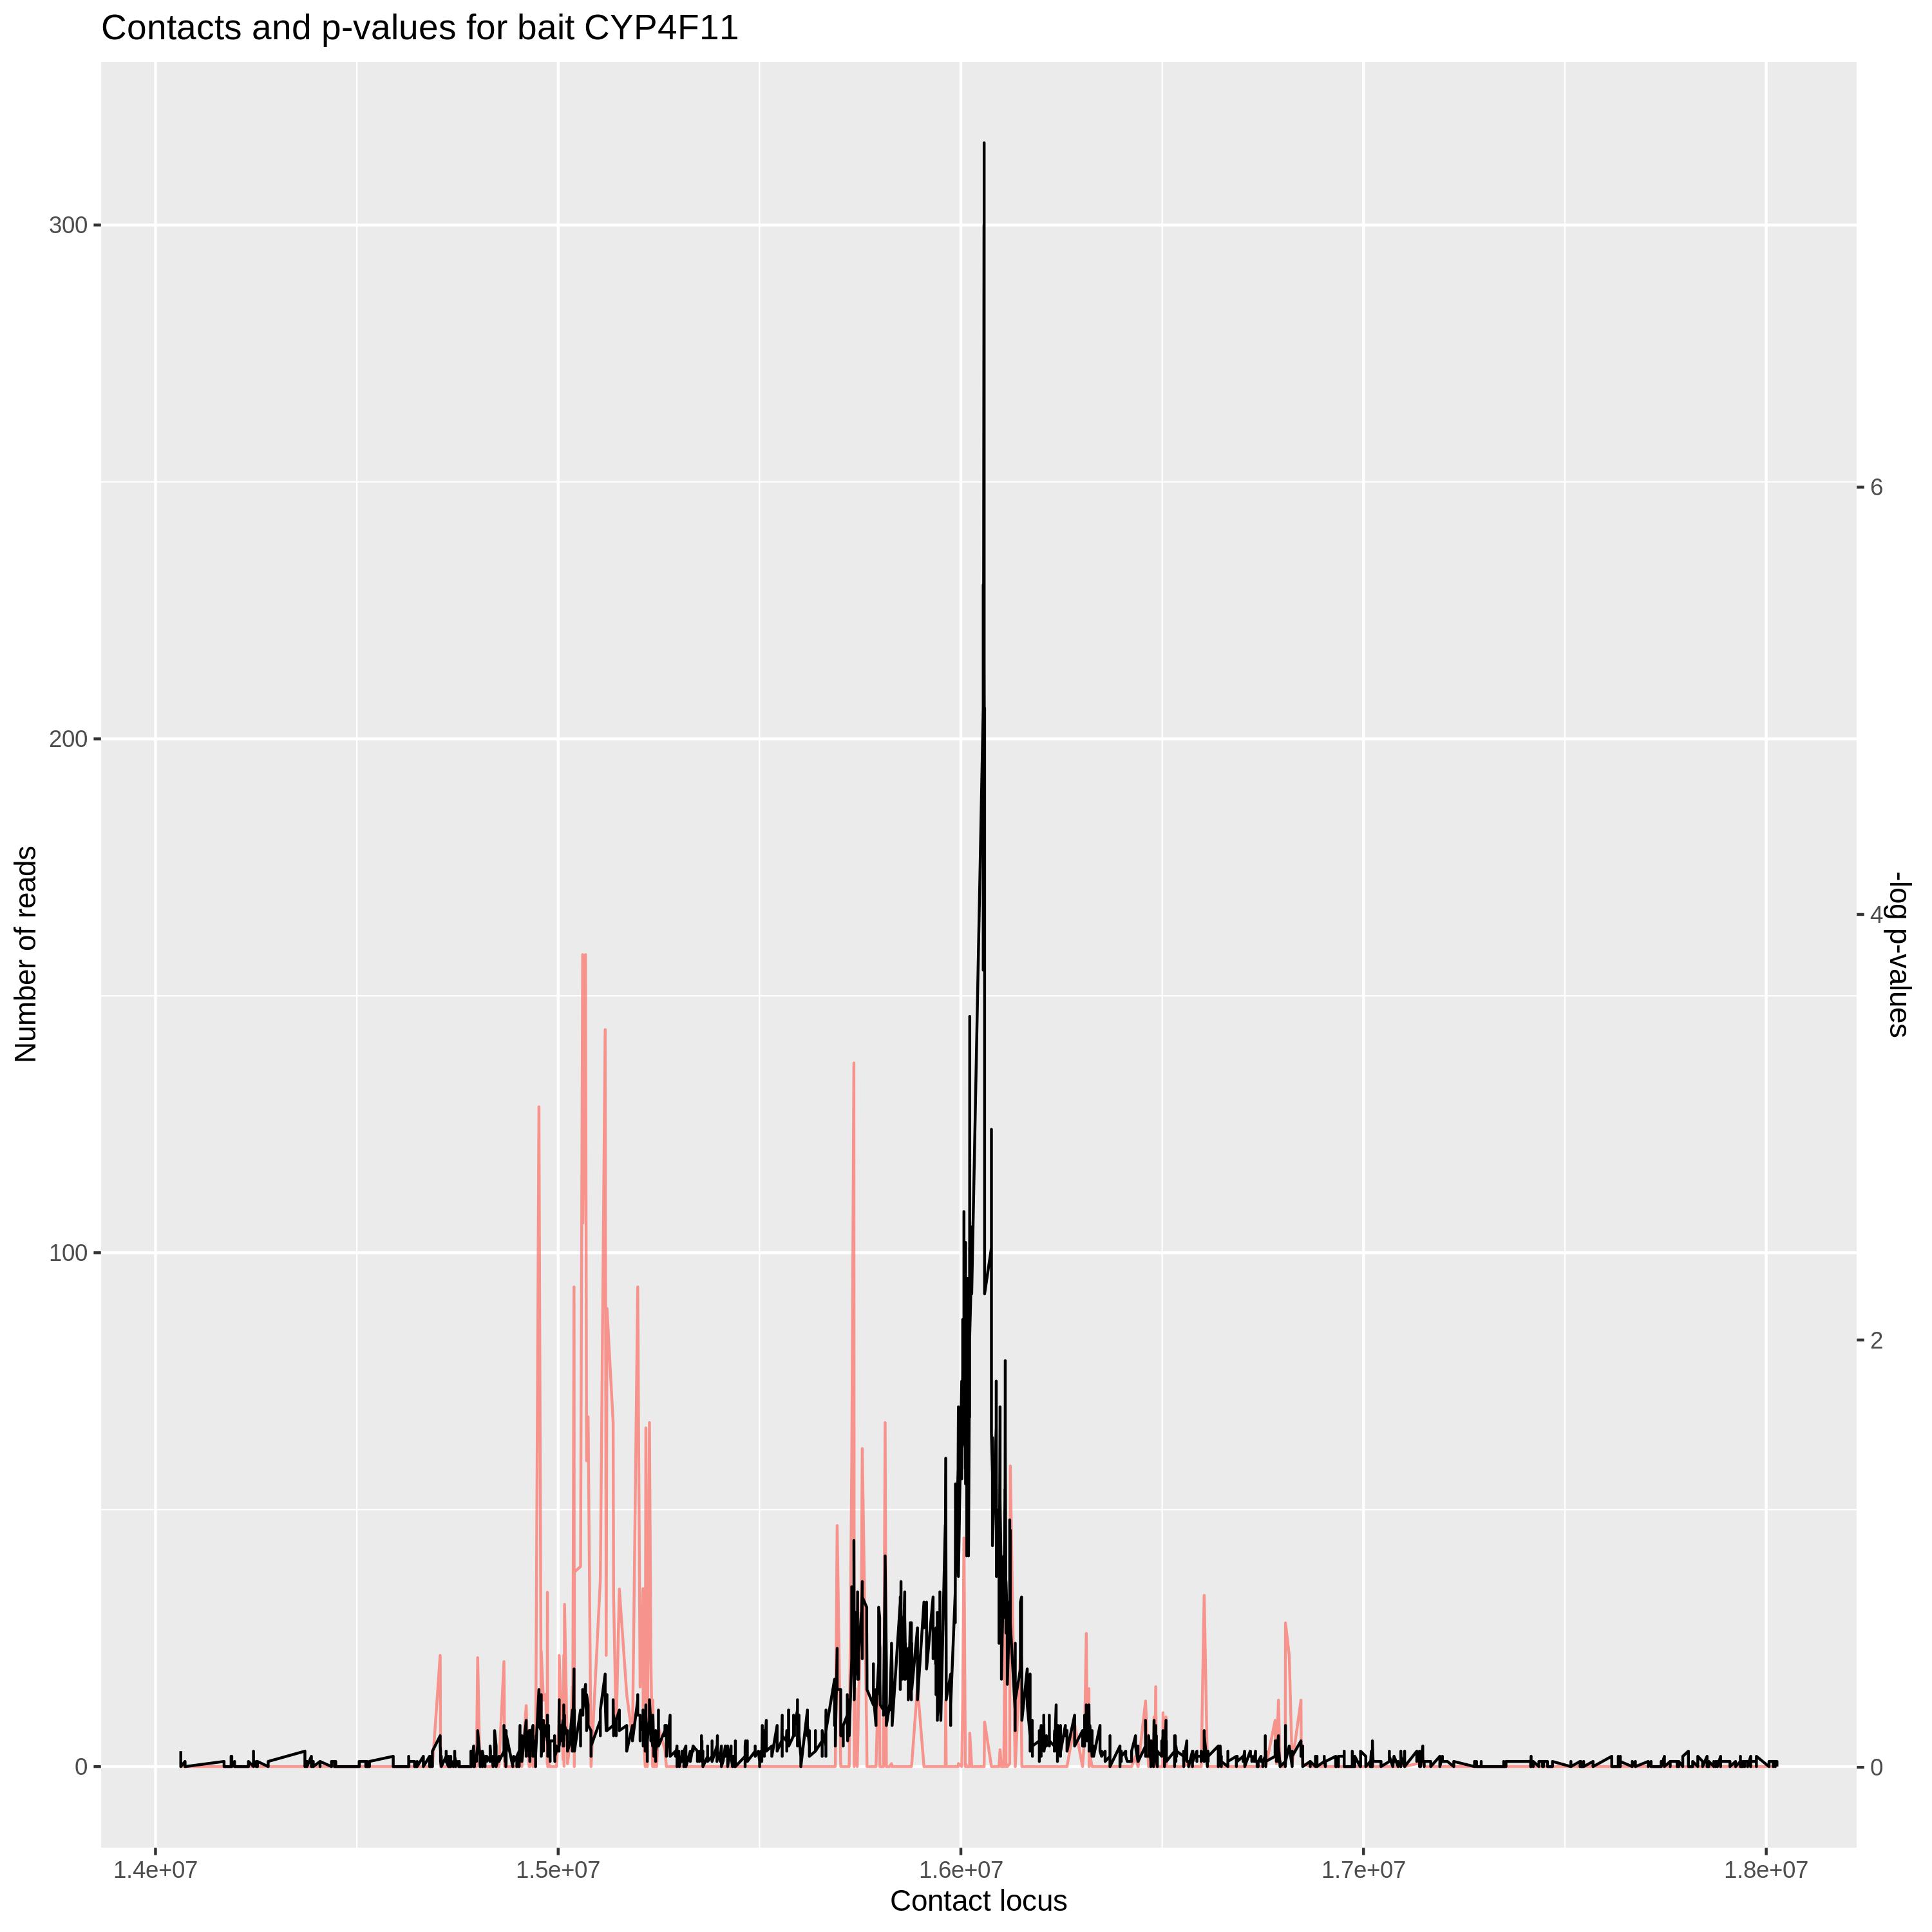 Contacts and p-values for bait CYP4F11
300
200
100
0
Number of reads
6
4
2
0
-log p-values
1.4e+07
1.5e+07
1.6e+07
1.7e+07
1.8e+07
Contact locus